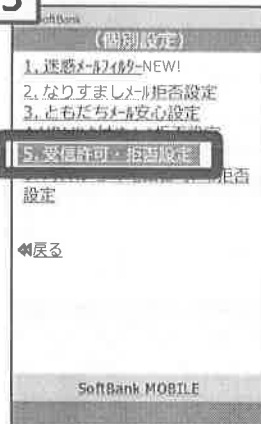 SoftBank
(個別設定)
1. 迷惑メールフィルターNEW!
2. なりすましメール拒否設定
3. ともだちメール安心設定
5. 受信許可・拒否設定
拒否
設定
≪戻る
SoftBank MOBILE